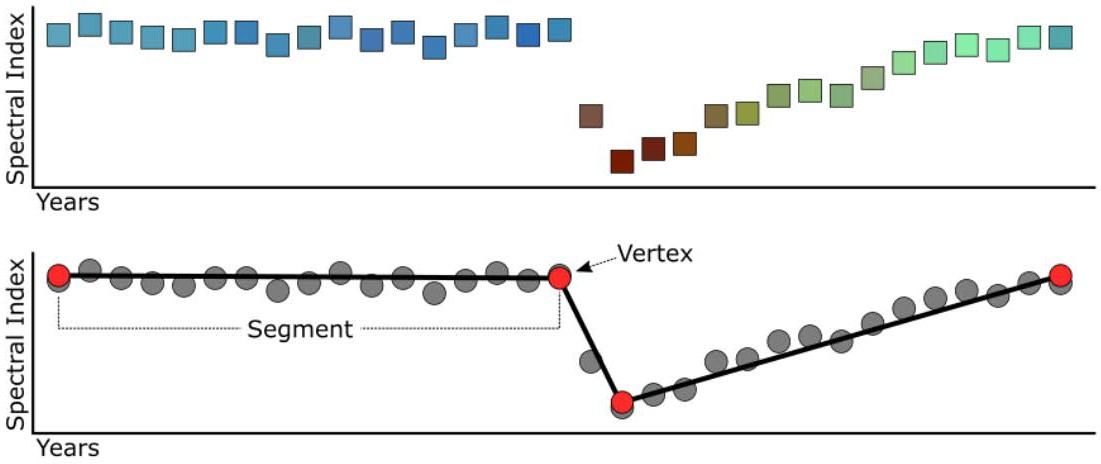 Spectral Index
Years
Spectral Index
Vertex
Segment
Years